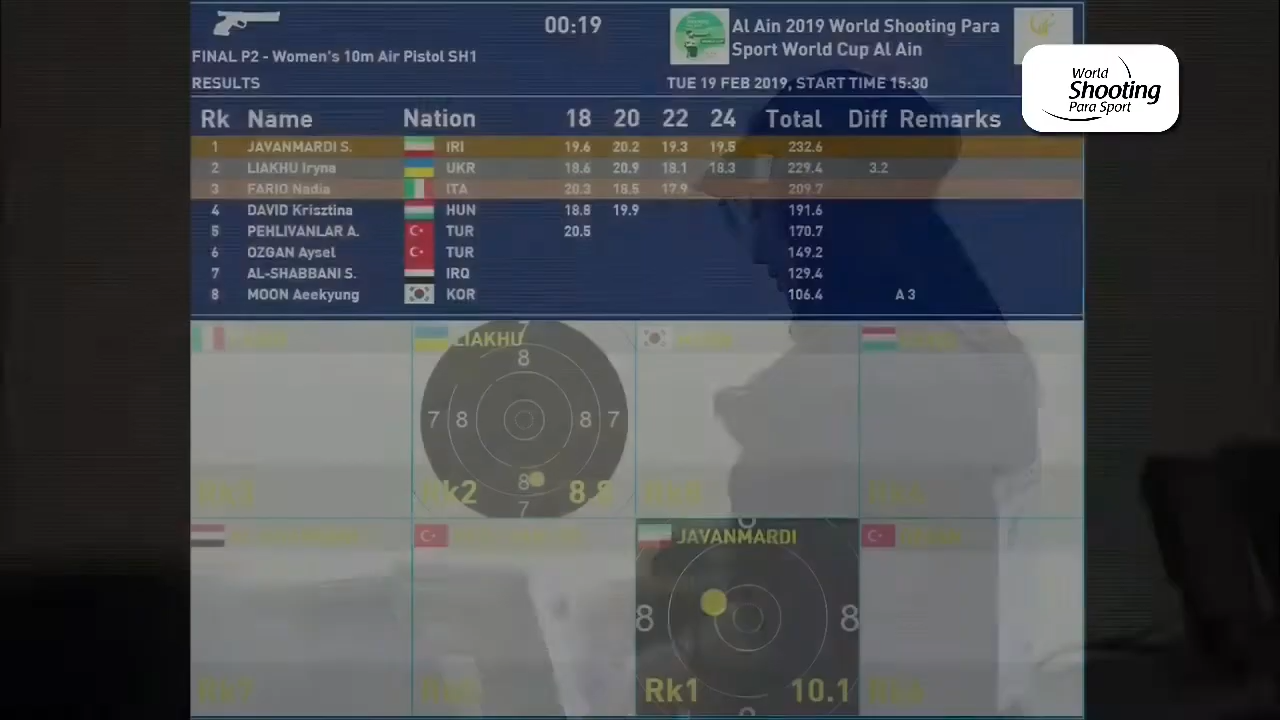 00:19
Al Ain 2019 World Shooting Para
Sport World Cup Al Ain
FINAL P2 - Women's 10m Air Pistol SH1
RESULTS
TUE 19 FEB 2019, START TIME 15:30
World
Shooting
Para Sport
Rk Name Nation 18 20 22 24 Total Diff Remarks
1 JAVANMARDI S. IRI 19.6 20.2 19.3 19.5 232.6
2 LIAKHU Iryna UKR 18.6 20.9 18.1 18.3 229.4 3.2
3 FARIO Nadia ITA 20.3 18.5 17.9 209.7
4 DAVID Krisztina HUN 18.8 19.9 191.6
5 PEHLIVANLAR A. TUR 20.5 170.7
6 OZGAN Aysel TUR 149.2
7 AL-SHABBANI S. IRQ 129.4
8 MOON Aeekyung KOR 106.4 A 3
LIAKHU
7
8
7 8 8 7
8
7
Rk3 Rk2 8.8 Rk8 Rk4
JAVANMARDI
8 8
Rk7 Rk1 10.1